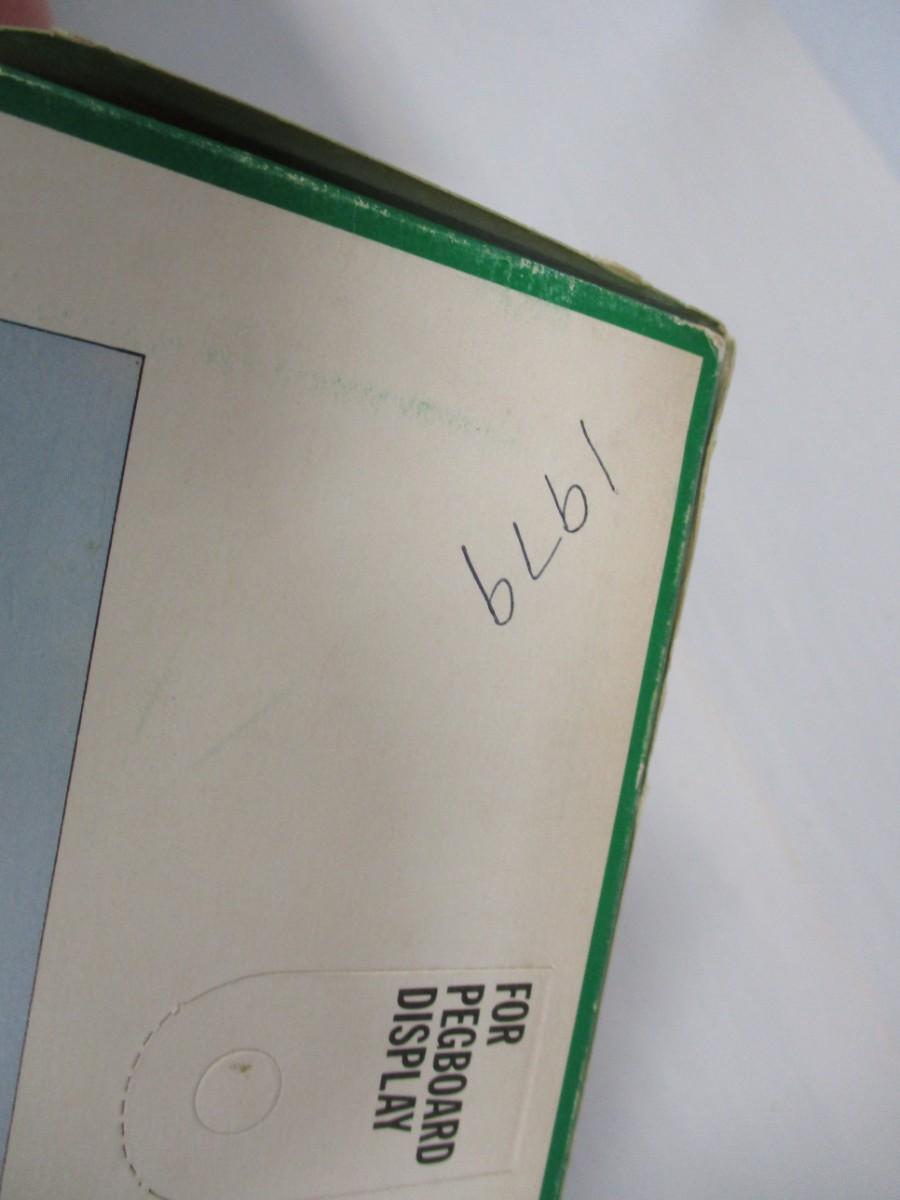 1979
FOR
PEGBOARD
DISPLAY